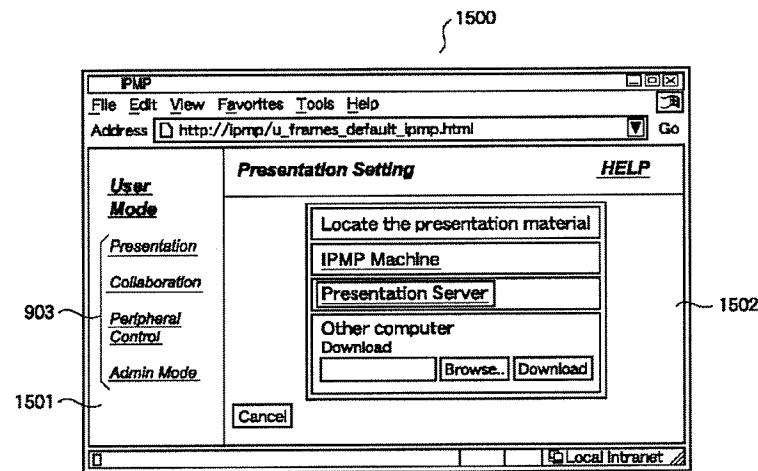 1500
IPMP
File Edit View Favorites Tools Help
Address http://ipmp/u_frames_default_ipmp.html Go
User
Mode
Presentation
Collaboration
Peripheral
Control
Admin Mode
903
1501
Presentation Setting HELP
Locate the presentation material
IPMP Machine
Presentation Server
Other computer
Download
Browse.. Download
Cancel
1502
Local intranet